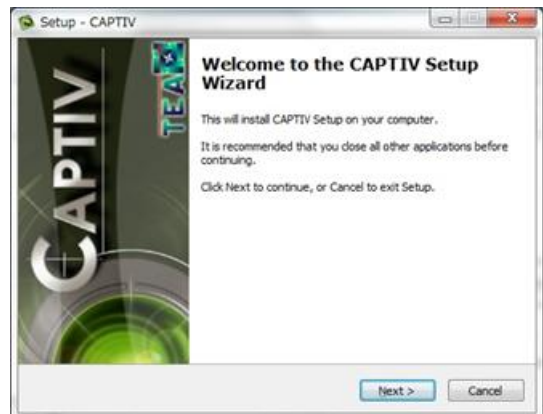 Setup - CAPTIV
CAPTIV
TEA
Welcome to the CAPTIV Setup
Wizard
This will install CAPTIV Setup on your computer.
It is recommended that you close all other applications before
continuing.
Click Next to continue, or Cancel to exit Setup.
Next >
Cancel